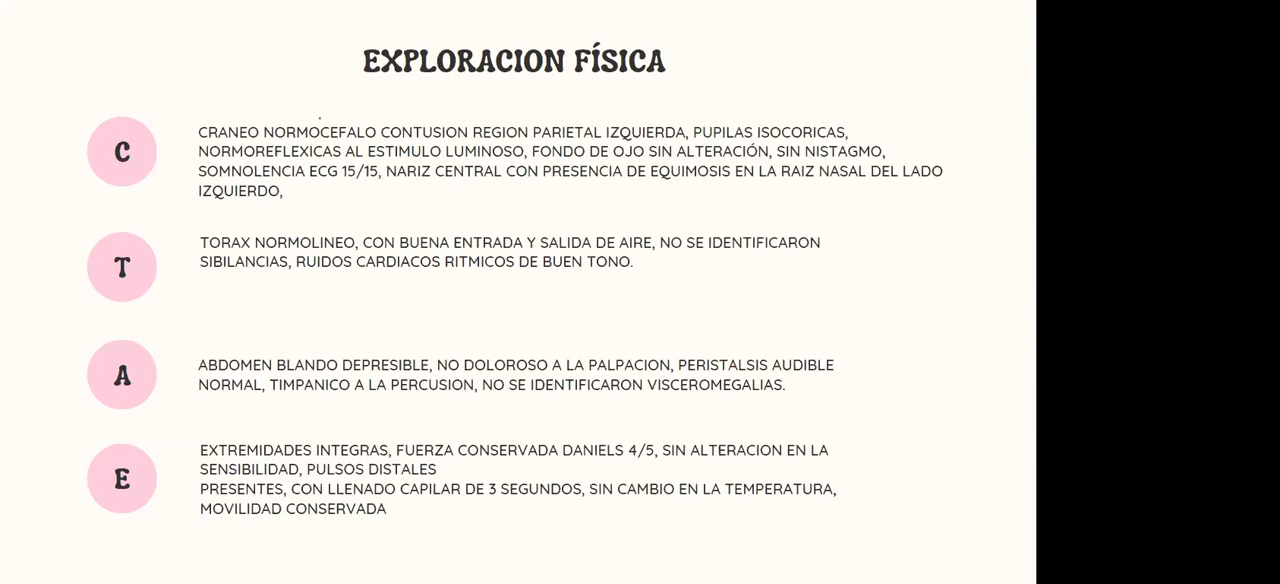 EXPLORACION FÍSICA
C
CRANEO NORMOCEFALO CONTUSION REGION PARIETAL IZQUIERDA, PUPILAS ISOCORICAS,
NORMOREFLEXICAS AL ESTIMULO LUMINOSO, FONDO DE OJO SIN ALTERACIÓN, SIN NISTAGMO,
SOMNOLENCIA ECG 15/15, NARIZ CENTRAL CON PRESENCIA DE EQUIMOSIS EN LA RAIZ NASAL DEL LADO
IZQUIERDO,
T
TORAX NORMOLINEO, CON BUENA ENTRADA Y SALIDA DE AIRE, NO SE IDENTIFICARON
SIBILANCIAS, RUIDOS CARDIACOS RITMICOS DE BUEN TONO.
A
ABDOMEN BLANDO DEPRESIBLE, NO DOLOROSO A LA PALPACION, PERISTALSIS AUDIBLE
NORMAL, TIMPANICO A LA PERCUSION, NO SE IDENTIFICARON VISCEROMEGALIAS.
E
EXTREMIDADES INTEGRAS, FUERZA CONSERVADA DANIELS 4/5, SIN ALTERACION EN LA
SENSIBILIDAD, PULSOS DISTALES
PRESENTES, CON LLENADO CAPILAR DE 3 SEGUNDOS, SIN CAMBIO EN LA TEMPERATURA,
MOVILIDAD CONSERVADA